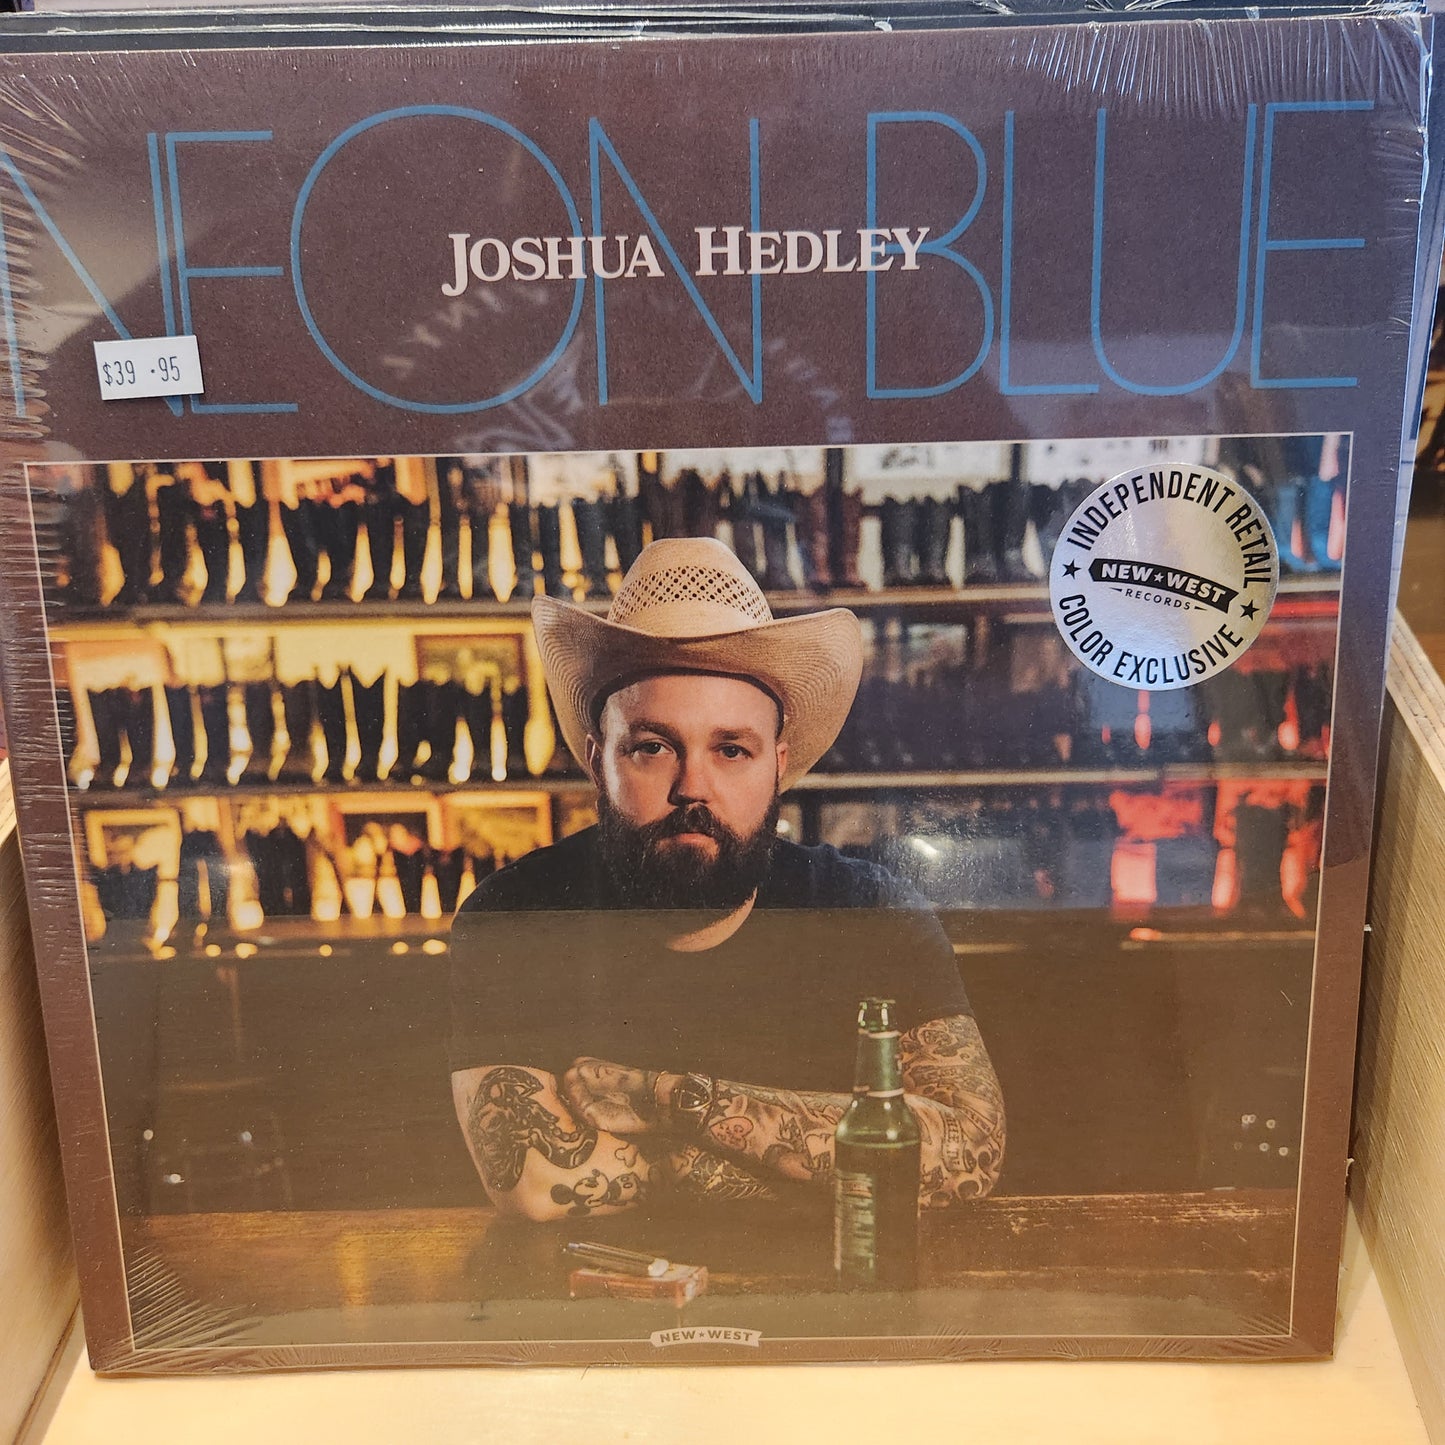 NEON BLUE
JOSHUA HEDLEY
$39.95
INDEPENDENT RETAIL
NEW★WEST
RECORDS
COLOR EXCLUSIVE
NEW★WEST